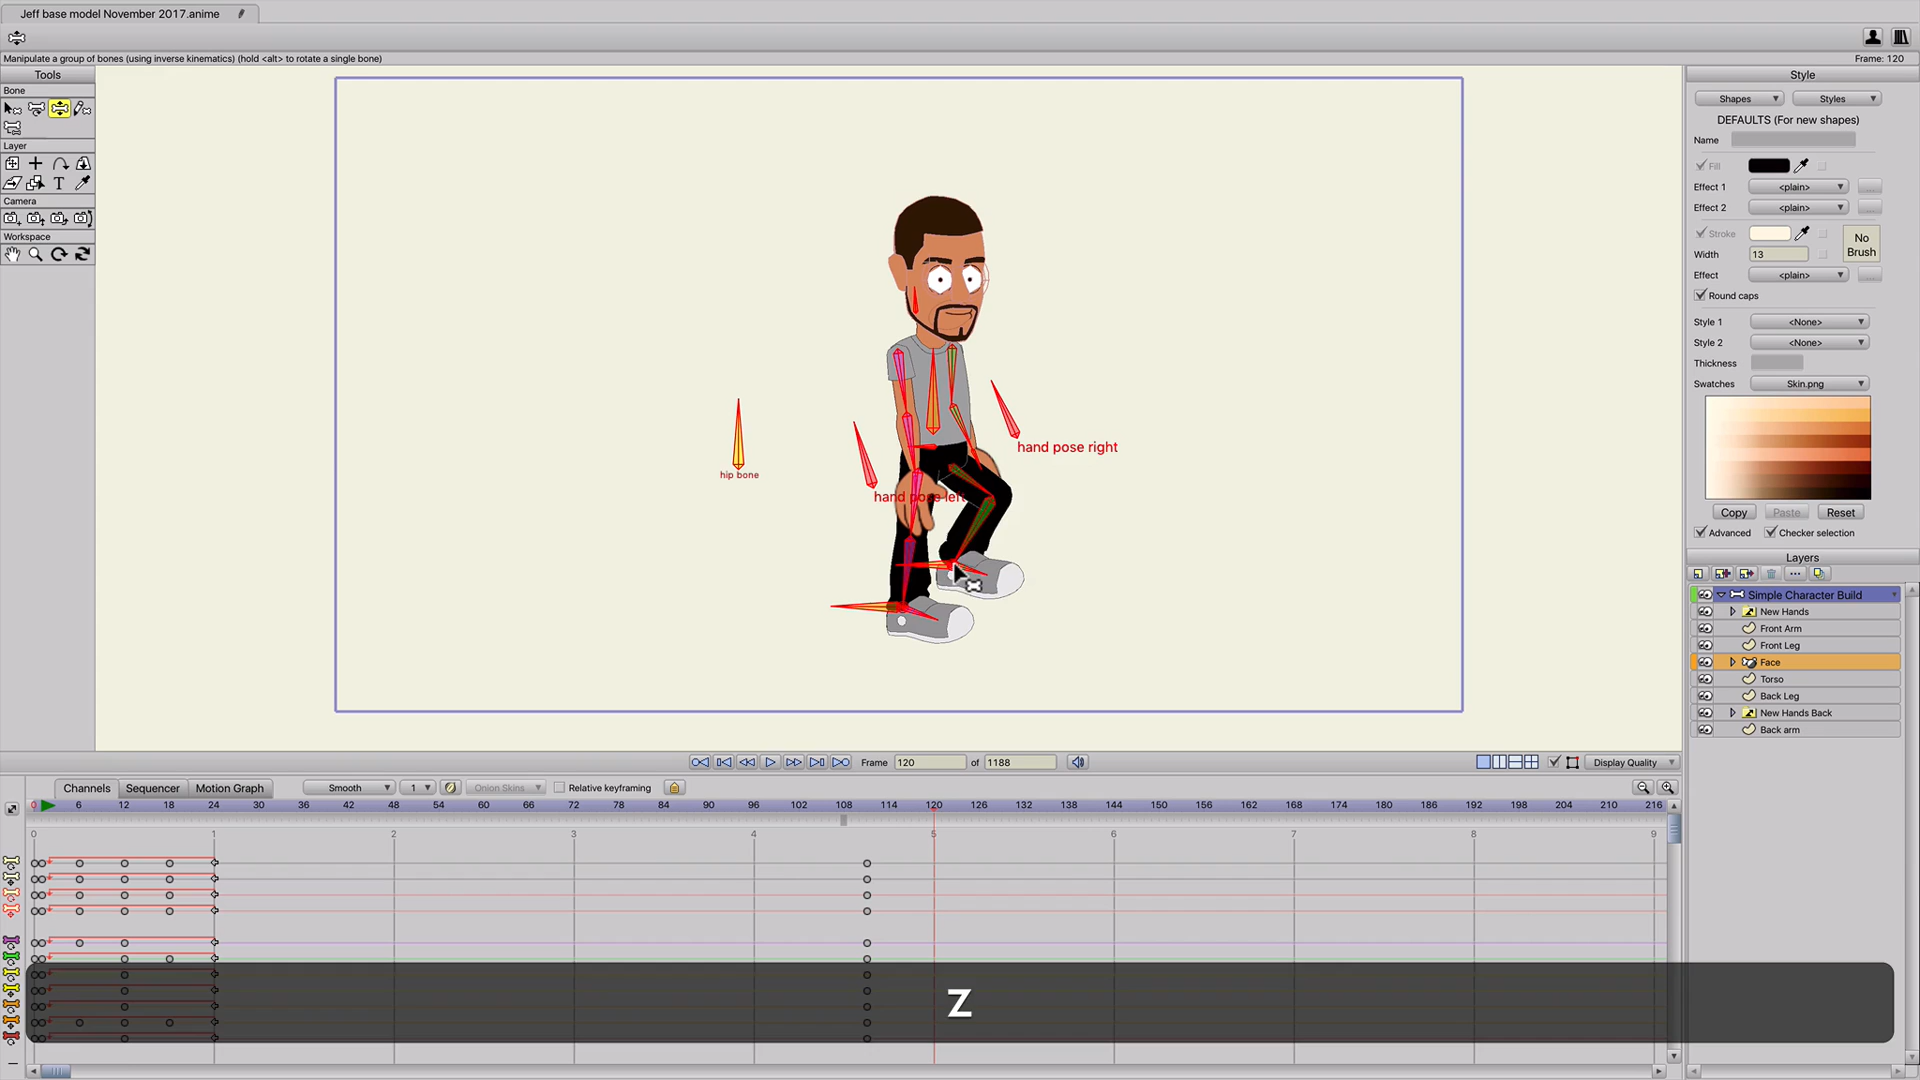 Jeff base model November 2017.anime
Manipulate a group of bones (using inverse kinematics) (hold <alt> to rotate a single bone)
Frame: 120
Tools
Bone
Layer
T
Camera
Workspace
hand pose right
hip bone
hand pose left
Style
Shapes
Styles
DEFAULTS (For new shapes)
Name
Fill
Effect 1
<plain>
...
Effect 2
<plain>
...
Stroke
No
Brush
Width
13
Effect
<plain>
...
Round caps
Style 1
<None>
Style 2
<None>
Thickness
Swatches
Skin.png
Copy
Paste
Reset
Advanced
Checker selection
Layers
Simple Character Build
New Hands
Front Arm
Front Leg
Face
Torso
Back Leg
New Hands Back
Back arm
Frame
120
of
1188
Display Quality
Channels
Sequencer
Motion Graph
Smooth
1
Onion Skins
Relative keyframing
0 6 12 18 24 30 36 42 48 54 60 66 72 78 84 90 96 102 108 114 120 126 132 138 144 150 156 162 168 174 180 186 192 198 204 210 216
0 1 2 3 4 5 6 7 8 9
Z